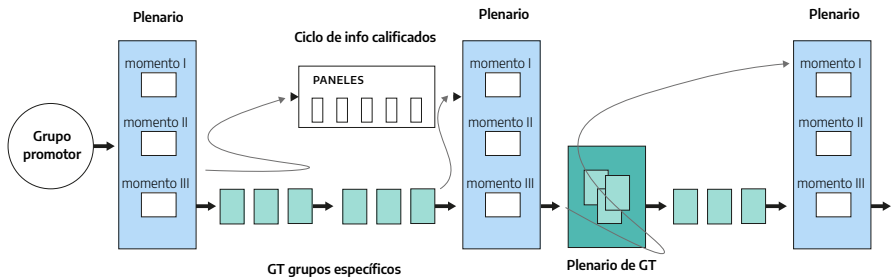 Plenario
Plenario
Plenario
Ciclo de info calificados
momento I
PANELES
momento I
momento I
Grupo
promotor
momento II
momento II
momento II
momento III
momento III
momento III
GT grupos específicos
Plenario de GT